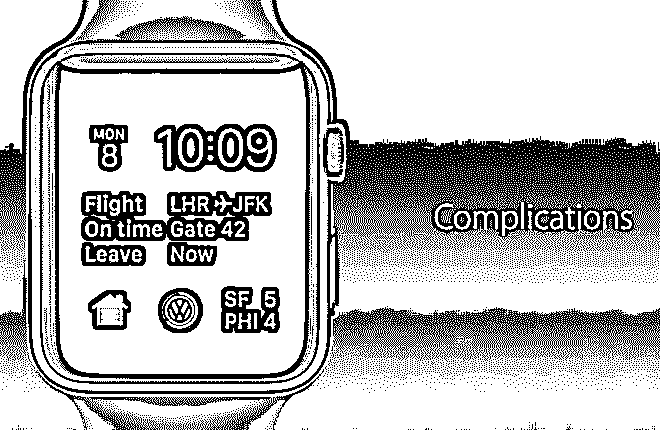 MON
8
10:09
Flight LHR✈JFK
On time Gate 42
Leave Now
SF 5
PHI 4
Complications